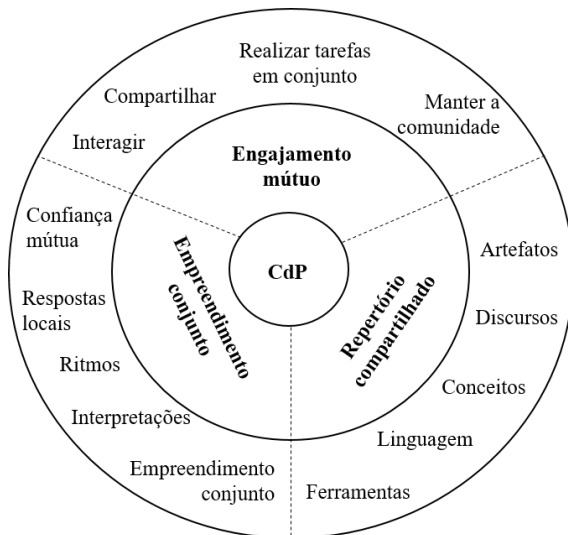 Realizar tarefas
em conjunto
Compartilhar
Interagir
Manter a
comunidade
Engajamento
mútuo
Confiança
mútua
Respostas
locais
Ritmos
Interpretações
Empreendimento
conjunto
Empreendimento
conjunto
CdP
Repertório
compartilhado
Artefatos
Discursos
Conceitos
Linguagem
Ferramentas